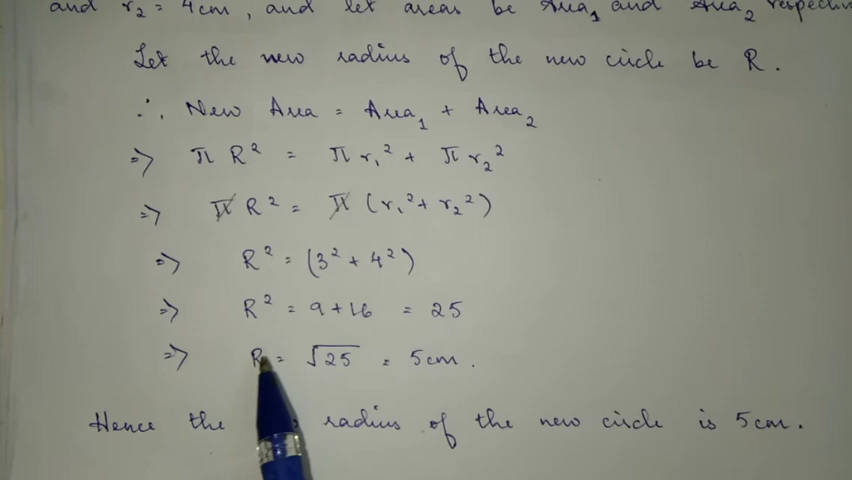 and r₂ = 4cm, and let areas be Area₁ and Area₂
Let the new radius of the new circle be R.
∴ New Area = Area₁ + Area₂
=> π R² = π r₁² + π r₂²
=> π R² = π (r₁² + r₂²)
=> R² = (3² + 4²)
=> R² = 9 + 16 = 25
=> R = √25 = 5cm.
Hence the radius of the new circle is 5cm.